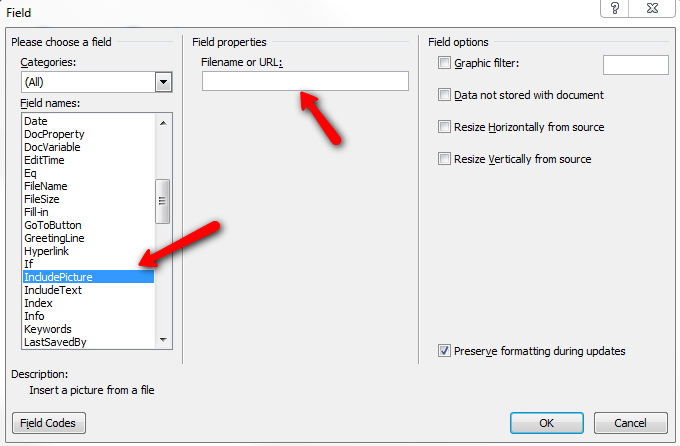 Field
?
Please choose a field
Categories:
(All)
Field names:
Date
DocProperty
DocVariable
EditTime
Eq
FileName
FileSize
Fill-in
GoToButton
GreetingLine
Hyperlink
If
IncludePicture
IncludeText
Index
Info
Keywords
LastSavedBy
Field properties
Filename or URL:
Field options
Graphic filter:
Data not stored with document
Resize Horizontally from source
Resize Vertically from source
Preserve formatting during updates
Description:
Insert a picture from a file
Field Codes
OK
Cancel